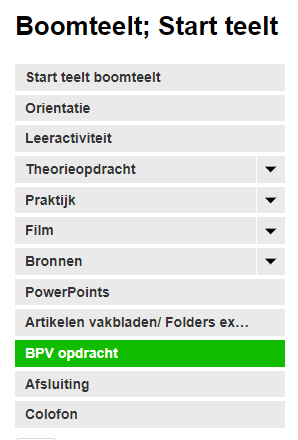 Boomteelt; Start teelt
Start teelt boomteelt
Orientatie
Leeractiviteit
Theorieopdracht
Praktijk
Film
Bronnen
PowerPoints
Artikelen vakbladen/ Folders ex…
BPV opdracht
Afsluiting
Colofon